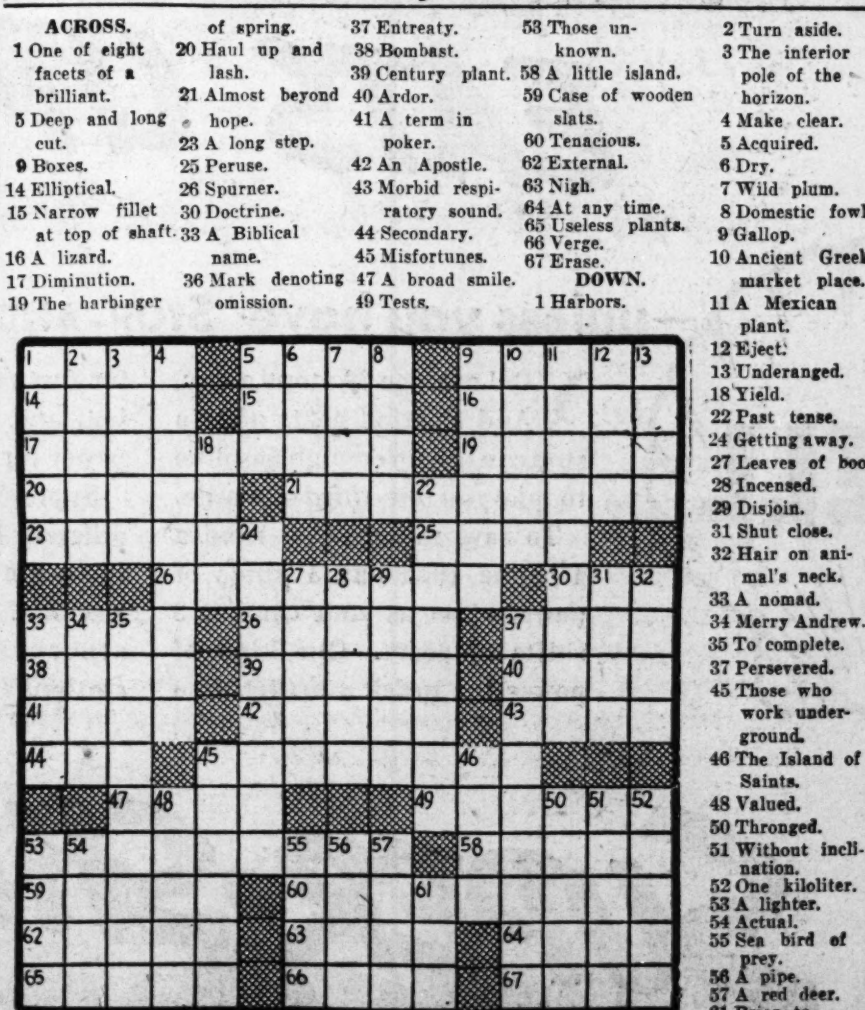 ACROSS.
1 One of eight
facets of a
brilliant.
5 Deep and long
cut.
9 Boxes.
14 Elliptical.
15 Narrow fillet
at top of shaft.
16 A lizard.
17 Diminution.
19 The harbinger
of spring.
20 Haul up and
lash.
21 Almost beyond
hope.
23 A long step.
25 Peruse.
26 Spurner.
30 Doctrine.
33 A Biblical
name.
36 Mark denoting
omission.
37 Entreaty.
38 Bombast.
39 Century plant.
40 Ardor.
41 A term in
poker.
42 An Apostle.
43 Morbid respi-
ratory sound.
44 Secondary.
45 Misfortunes.
47 A broad smile.
49 Tests.
53 Those un-
known.
58 A little island.
59 Case of wooden
slats.
60 Tenacious.
62 External.
63 Nigh.
64 At any time.
65 Useless plants.
66 Verge.
67 Erase.
DOWN.
1 Harbors.
2 Turn aside.
3 The inferior
pole of the
horizon.
4 Make clear.
5 Acquired.
6 Dry.
7 Wild plum.
8 Domestic fowl
9 Gallop.
10 Ancient Greek
market place.
11 A Mexican
plant.
12 Eject.
13 Underanged.
18 Yield.
22 Past tense.
24 Getting away.
27 Leaves of boo
28 Incensed.
29 Disjoin.
31 Shut close.
32 Hair on ani-
mal's neck.
33 A nomad.
34 Merry Andrew.
35 To complete.
37 Persevered.
45 Those who
work under-
ground.
46 The Island of
Saints.
48 Valued.
50 Thronged.
51 Without incli-
nation.
52 One kiloliter.
53 A lighter.
54 Actual.
55 Sea bird of
prey.
56 A pipe.
57 A red deer.
1 2 3 4 5 6 7 8 9 10 11 12 13
14 15 16
17 18 19
20 21 22
23 24 25
26 27 28 29 30 31 32
33 34 35 36 37
38 39 40
41 42 43
44 45 46
47 48 49 50 51 52
53 54 55 56 57 58
59 60 61
62 63 64
65 66 67